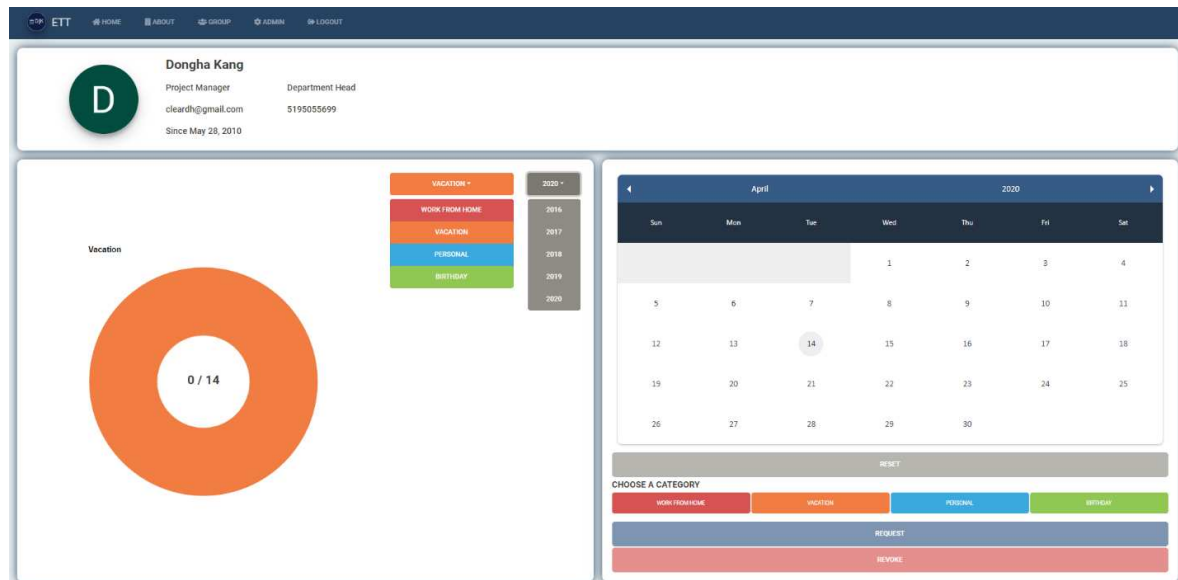 ETT HOME ABOUT GROUP ADMIN LOGOUT
D
Dongha Kang
Project Manager Department Head
cleardh@gmail.com 5195055699
Since May 28, 2010
VACATION 2020
WORK FROM HOME 2016
VACATION 2017
PERSONAL 2018
BIRTHDAY 2019
2020
Vacation
0 / 14
April 2020
Sun Mon Tue Wed Thu Fri Sat
1 2 3 4
5 6 7 8 9 10 11
12 13 14 15 16 17 18
19 20 21 22 23 24 25
26 27 28 29 30
RESET
CHOOSE A CATEGORY
WORK FROM HOME VACATION PERSONAL BIRTHDAY
REQUEST
REVOKE